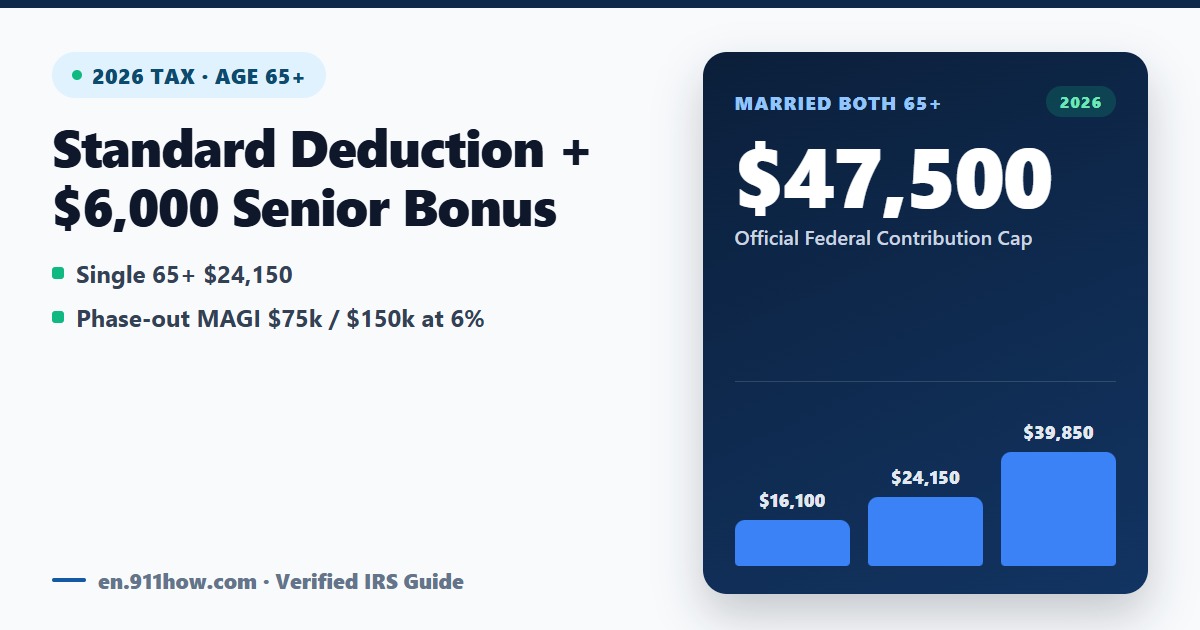 2026 TAX · AGE 65+
Standard Deduction +
$6,000 Senior Bonus
Single 65+ $24,150
Phase-out MAGI $75k / $150k at 6%
en.911how.com · Verified IRS Guide
MARRIED BOTH 65+
2026
$47,500
Official Federal Contribution Cap
$16,100
$24,150
$39,850